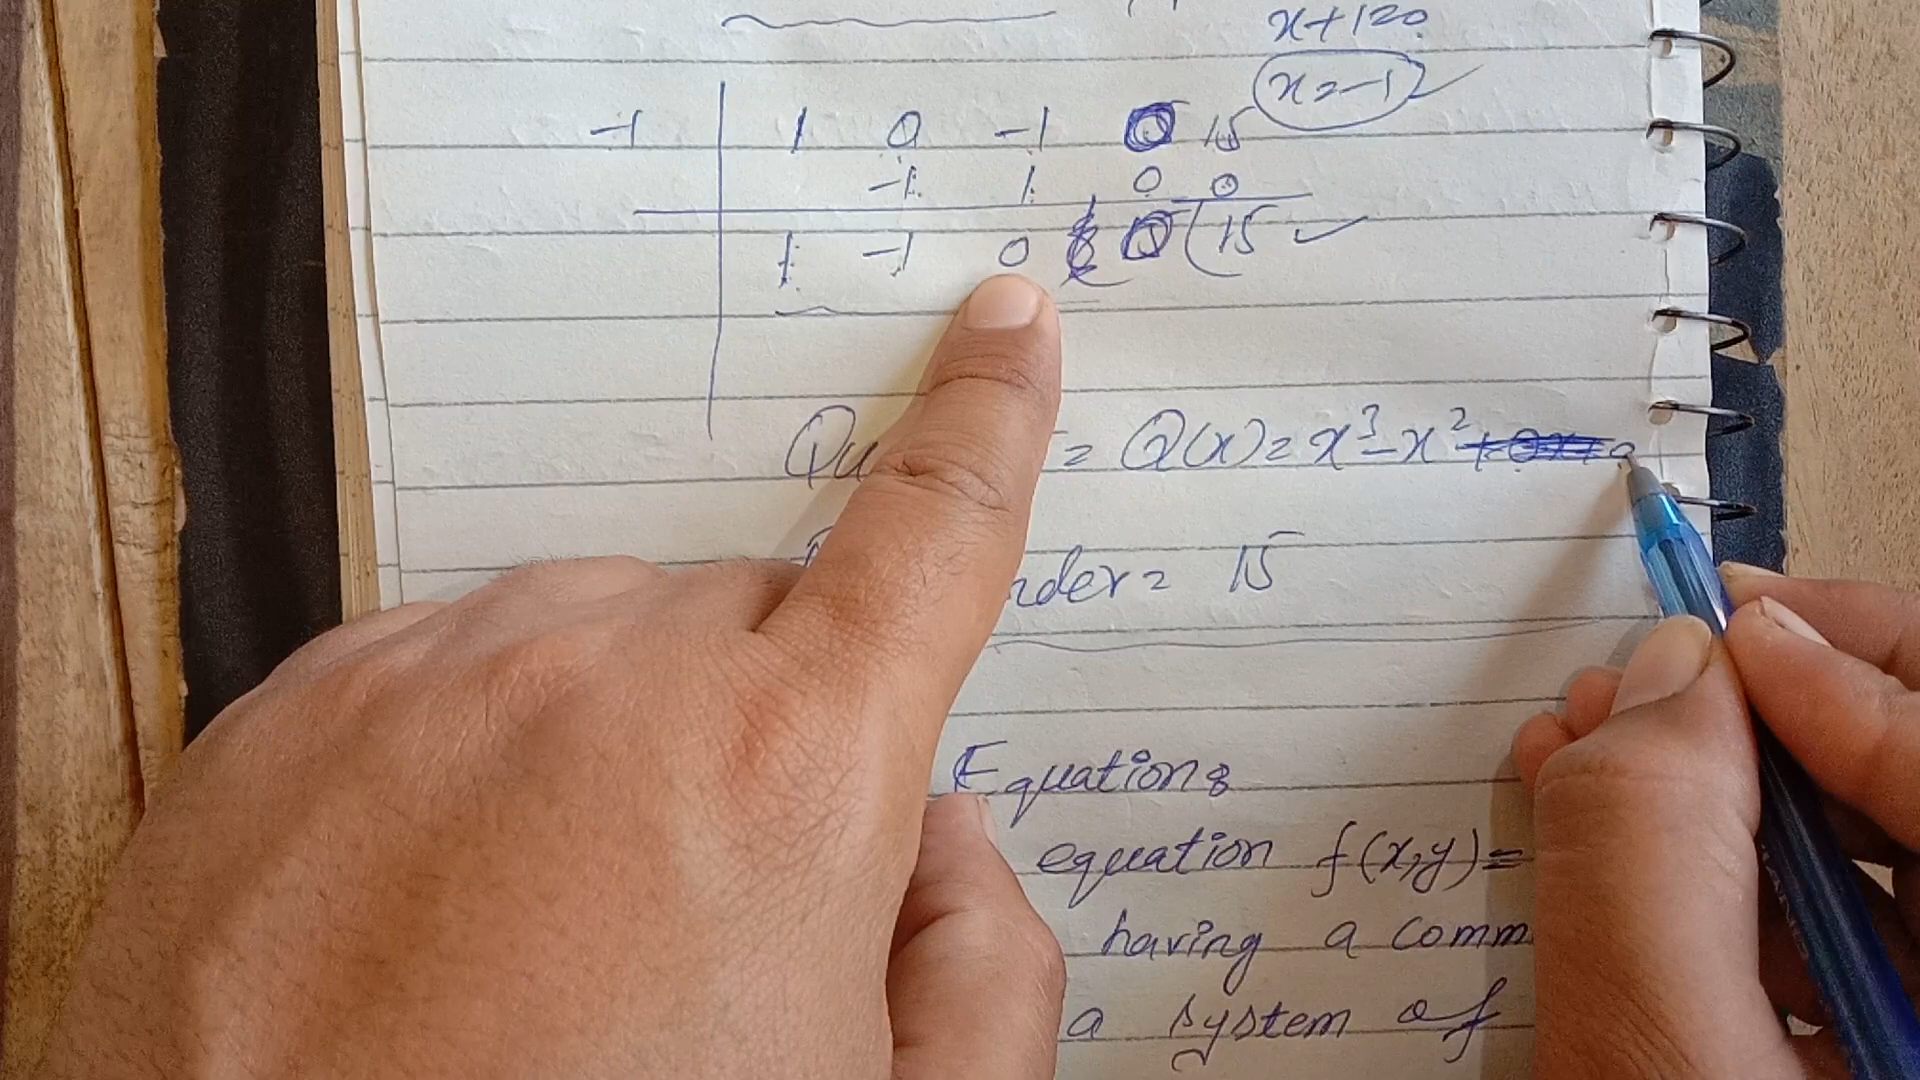 x+1=0
x=-1
-1 1 0 -1 0 15
-1 1 0 0
1 -1 0 0 15
= Q(x)= x³-x²
= 15
Equation:
equation f(x,y)=
having a comm
a system of